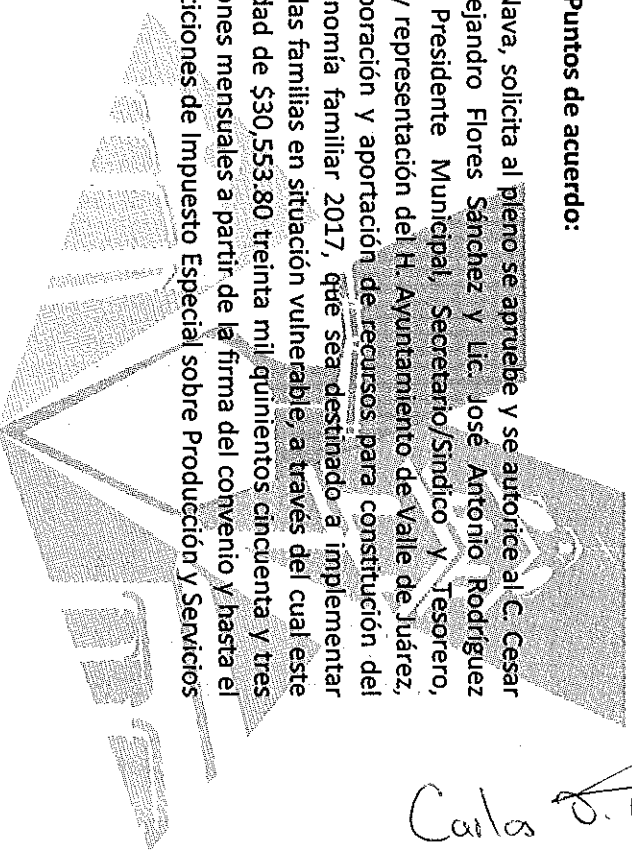 Puntos de acuerdo:
Nava, solicita al pleno se apruebe y se autorice al C. Cesar
ejandro Flores Sánchez y Lic. José Antonio Rodríguez
Presidente Municipal, Secretario/Síndico y Tesorero,
y representación del H. Ayuntamiento de Valle de Juárez,
poración y aportación de recursos para constitución del
nomía familiar 2017, que sea destinado a implementar
las familias en situación vulnerable, a través del cual este
dad de $30,553.80 treinta mil quinientos cincuenta y tres
ones mensuales a partir de la firma del convenio y hasta el
ticiones de Impuesto Especial sobre Producción y Servicios
Carlos